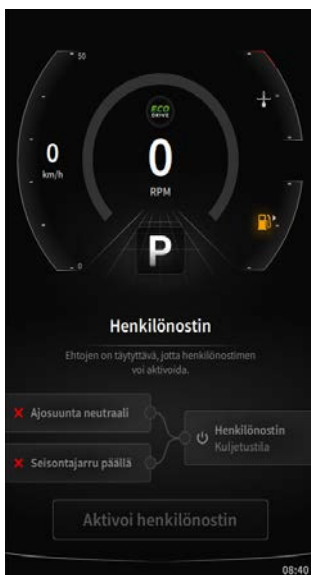 50
ECO
DRIVE
0
km/h
0
RPM
0
P
Henkilönostin
Ehtojen on täytyttävä, jotta henkilönostimen
voi aktivoida.
Ajosuunta neutraali
Henkilönostin
Kuljetustila
Seisontajarru päällä
Aktivoi henkilönostin
08:40